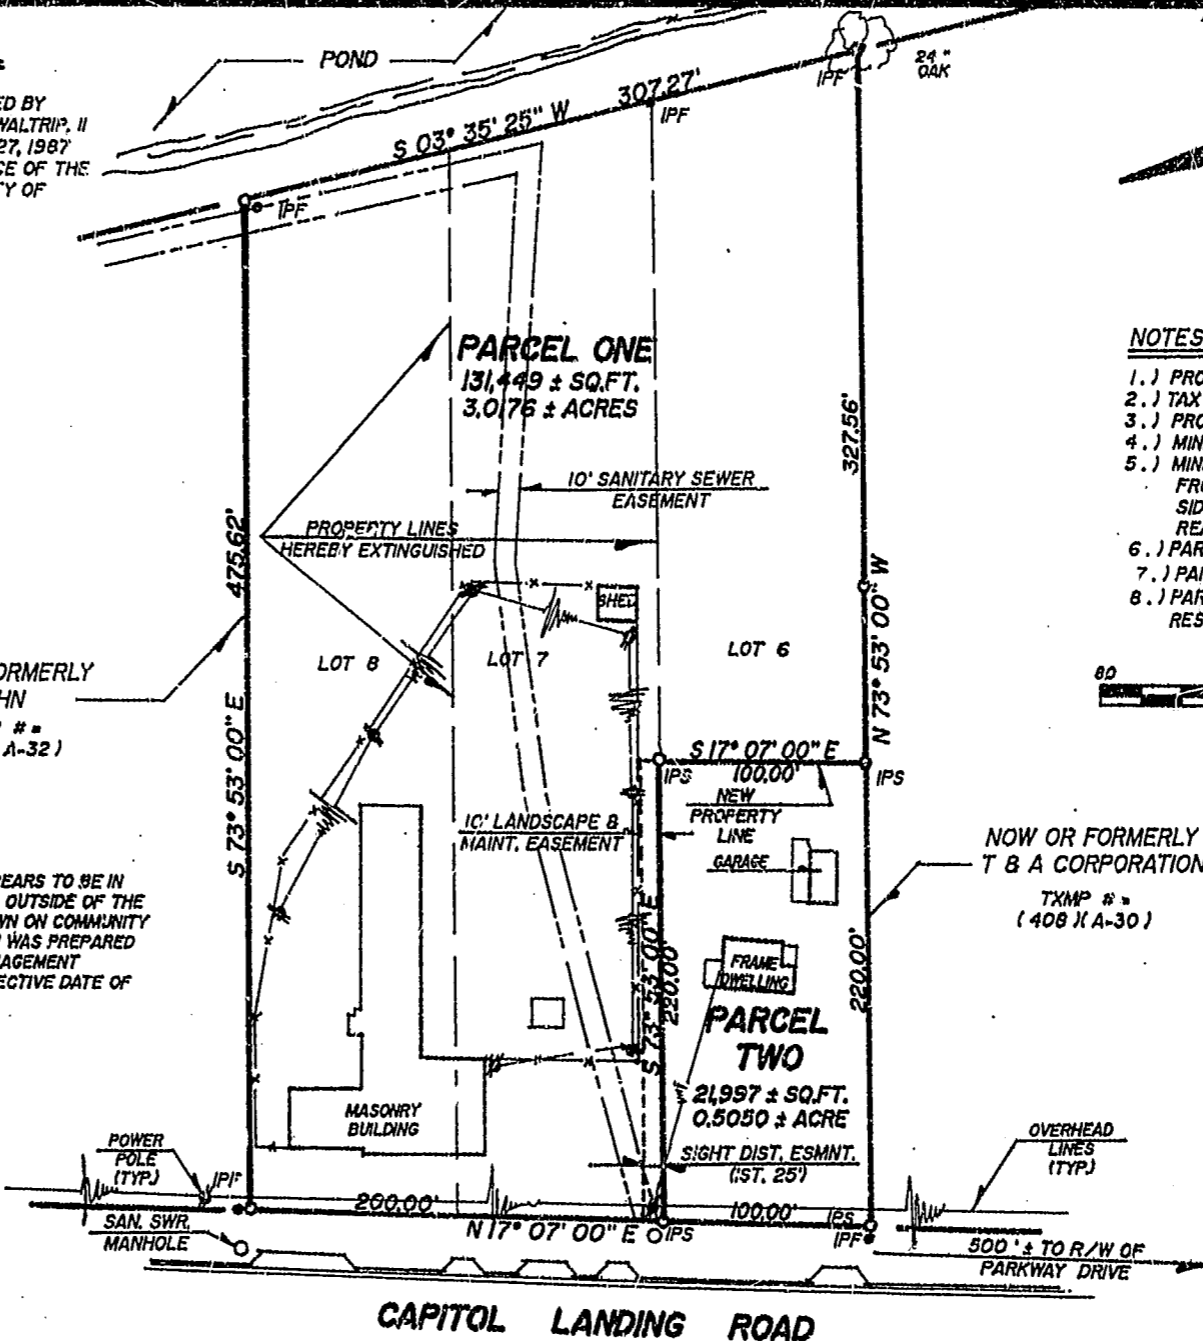 POND
24"
OAK
IPF
307.27'
IPF
S 03° 35' 25" W
IPF
ED BY
WALTRIP, II
27, 1987
CE OF THE
TY OF
PARCEL ONE
131,449 ± SQ.FT.
3.0176 ± ACRES
10' SANITARY SEWER
EASEMENT
PROPERTY LINES
HEREBY EXTINGUISHED
475.62'
S 73° 53' 00" E
327.56'
N 73° 53' 00" W
NOTES
1.) PRO
2.) TAX
3.) PRO
4.) MIN
5.) MIN
FRO
SID
REA
6.) PAR
7.) PAR
8.) PAR
RES
80
SHED
LOT 8
LOT 7
LOT 6
ORMERLY
HN
# =
A-32)
S 17° 07' 00" E
100.00'
IPS
IPS
NEW
PROPERTY
LINE
10' LANDSCAPE &
MAINT. EASEMENT
GARAGE
NOW OR FORMERLY
T & A CORPORATION
TXMP # =
(408)(A-30)
EARS TO BE IN
OUTSIDE OF THE
WN ON COMMUNITY
WAS PREPARED
AGEMENT
ECTIVE DATE OF
S 73° 53' 00" E
220.00'
220.00'
FRAME
DWELLING
PARCEL
TWO
21,997 ± SQ.FT.
0.5050 ± ACRE
SIGHT DIST. ESMNT.
(IST. 25')
MASONRY
BUILDING
POWER
POLE
(TYP.)
IPF
OVERHEAD
LINES
(TYP.)
200.00'
N 17° 07' 00" E
IPS
100.00'
IPS
IPF
SAN. SWR.
MANHOLE
500 '± TO R/W OF
PARKWAY DRIVE
CAPITOL LANDING ROAD